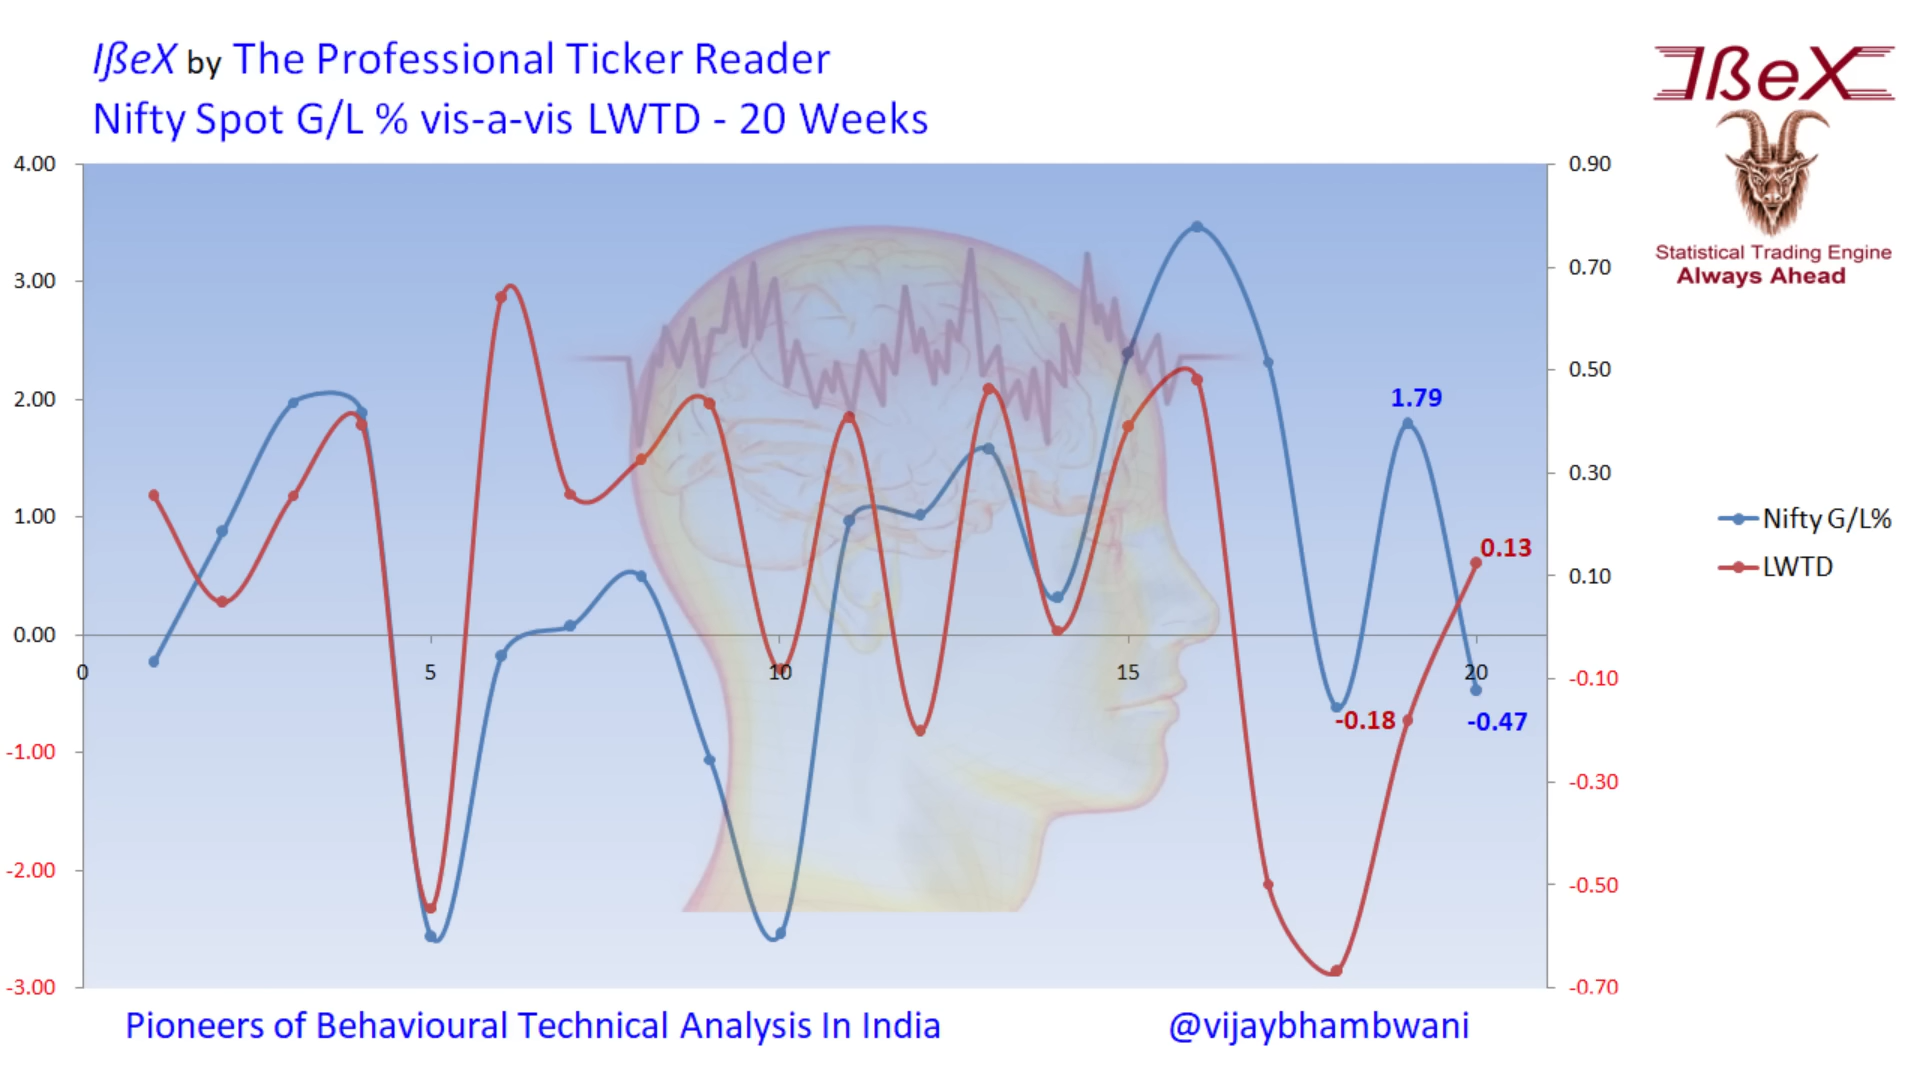 IßeX by The Professional Ticker Reader
Nifty Spot G/L % vis-a-vis LWTD - 20 Weeks
IßeX
Statistical Trading Engine
Always Ahead
4.00
3.00
2.00
1.00
0.00
-1.00
-2.00
-3.00
0 5 10 15 20
1.79
0.13
-0.18
-0.47
0.90
0.70
0.50
0.30
0.10
-0.10
-0.30
-0.50
-0.70
Nifty G/L%
LWTD
Pioneers of Behavioural Technical Analysis In India
@vijaybhambwani